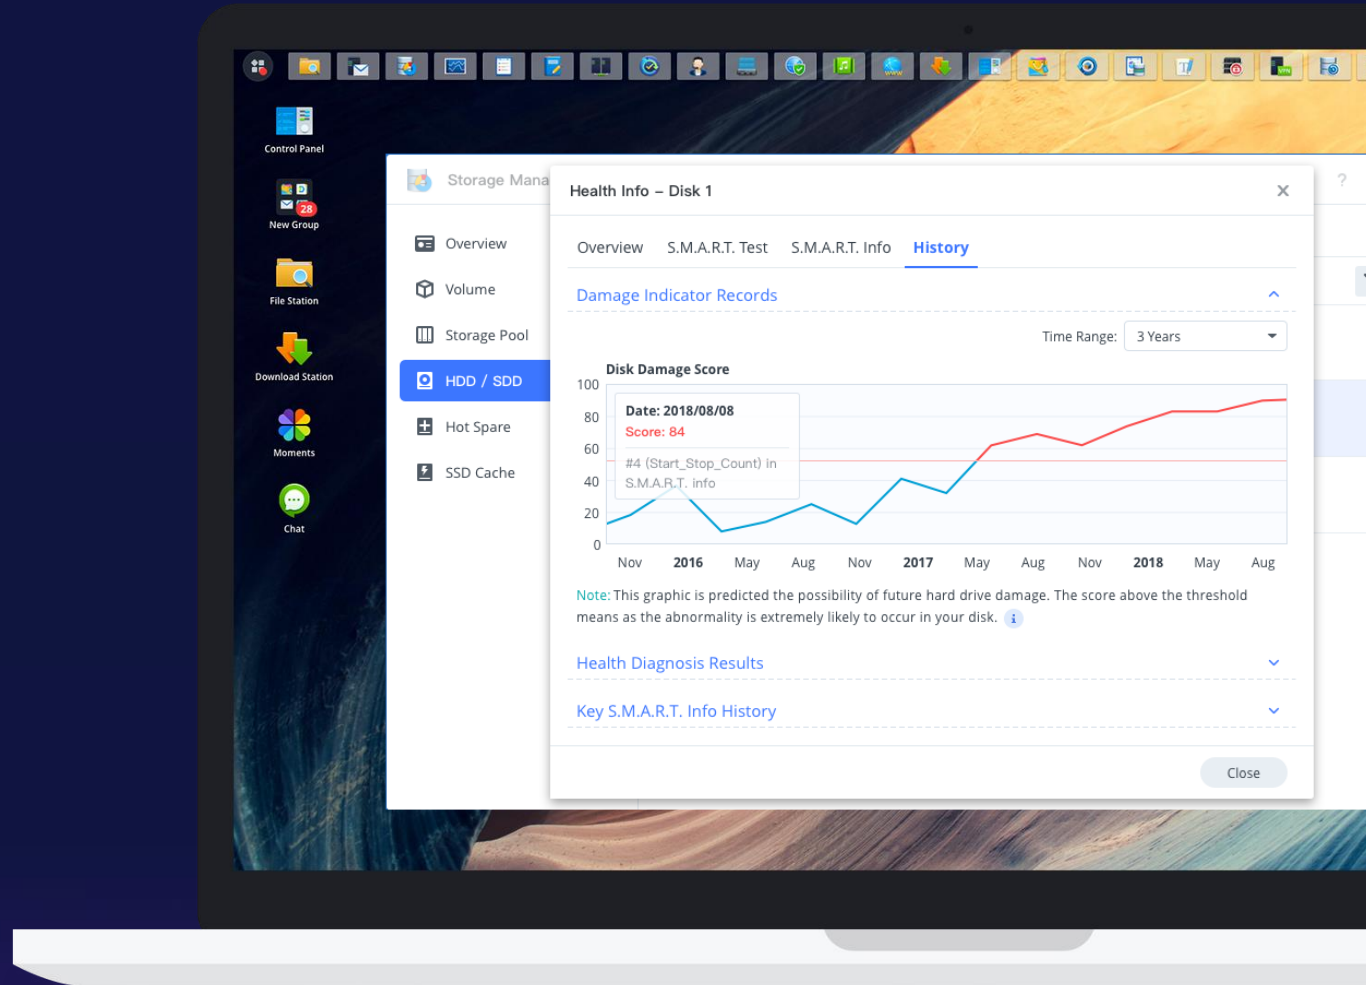 Control Panel
28
New Group
File Station
Download Station
Moments
Chat
Storage Mana
?
Overview
Volume
Storage Pool
HDD / SDD
Hot Spare
SSD Cache
Health Info – Disk 1
Overview S.M.A.R.T. Test S.M.A.R.T. Info History
Damage Indicator Records
Time Range: 3 Years
Disk Damage Score
100
80
60
40
20
0
Date: 2018/08/08
Score: 84
#4 (Start_Stop_Count) in
S.M.A.R.T. info
Nov 2016 May Aug Nov 2017 May Aug Nov 2018 May Aug
Note: This graphic is predicted the possibility of future hard drive damage. The score above the threshold
means as the abnormality is extremely likely to occur in your disk. i
Health Diagnosis Results
Key S.M.A.R.T. Info History
Close